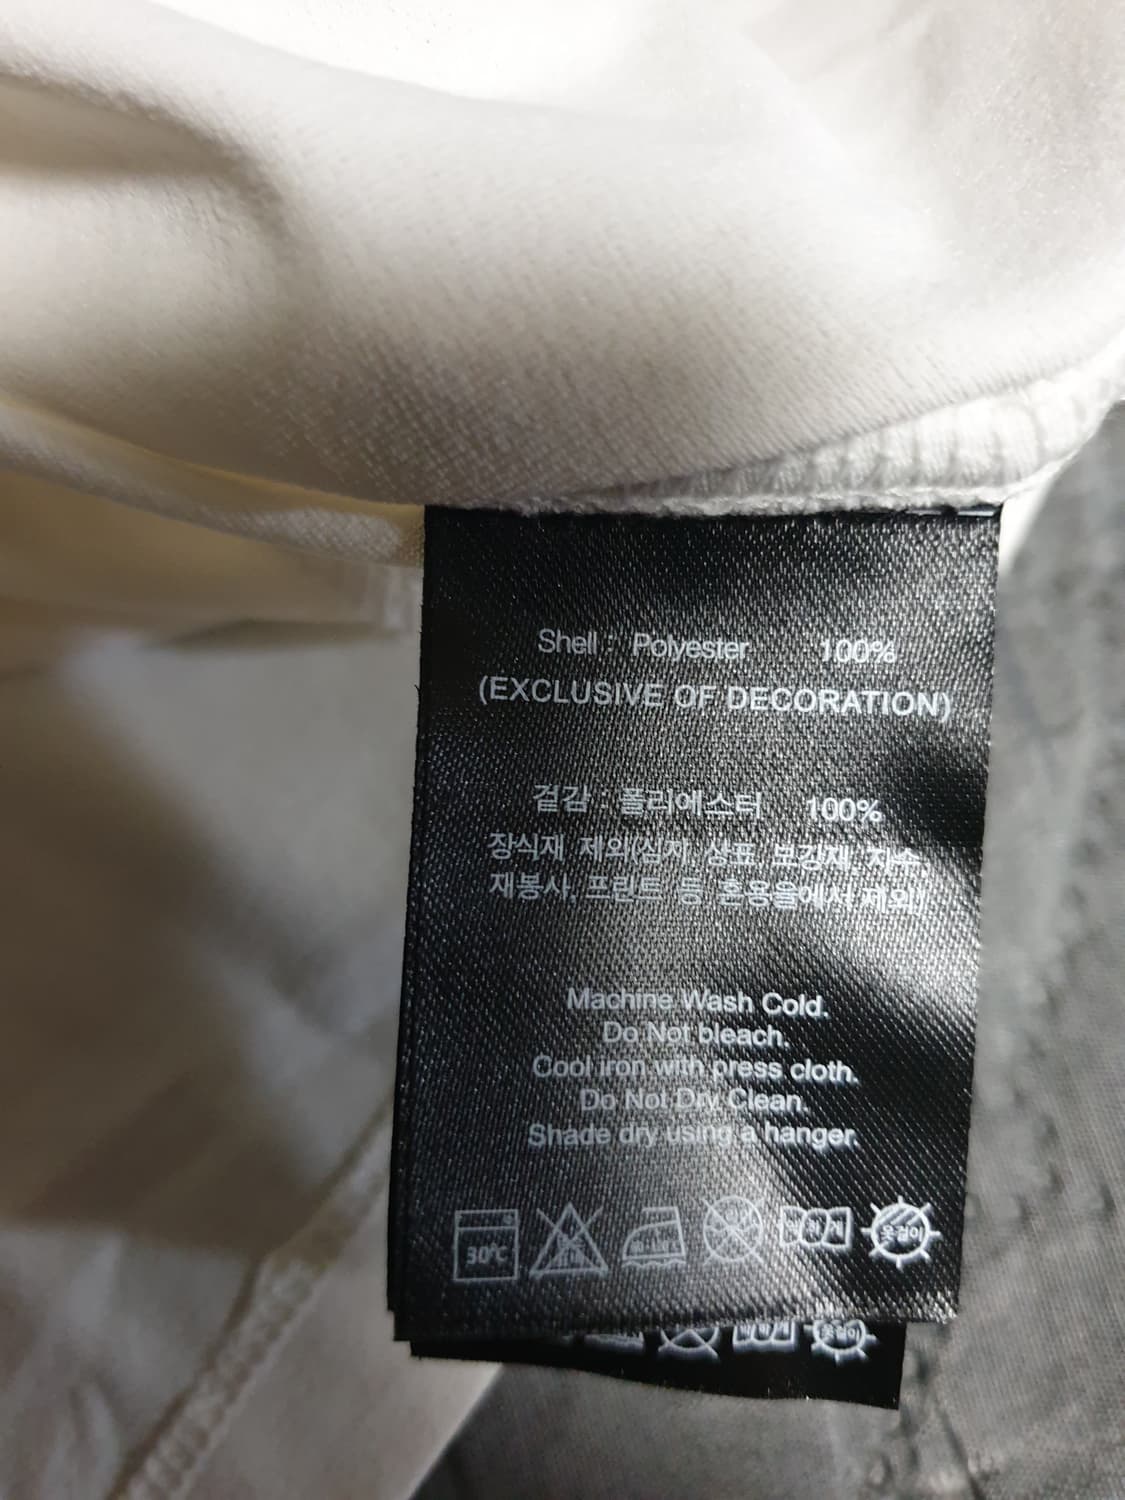 Shell : Polyester 100%
(EXCLUSIVE OF DECORATION)
겉감 : 폴리에스터 100%
장식재 제외(심지, 상표, 보강재, 자수,
재봉사, 프린트 등 혼용율에서 제외)
Machine Wash Cold.
Do Not bleach.
Cool iron with press cloth.
Do Not Dry Clean.
Shade dry using a hanger.
30℃ 옷걸이
옷걸이